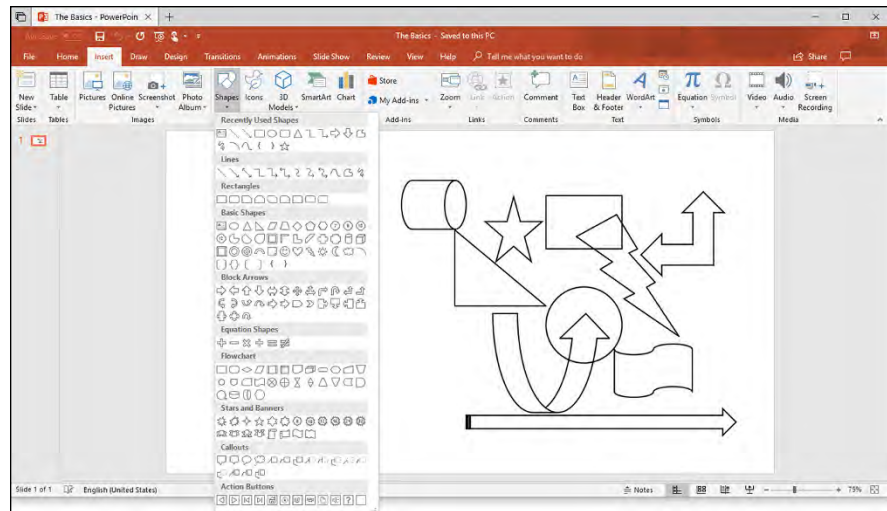 The Basics - PowerPoin
The Basics - Saved to this PC
File Home Insert Draw Design Transitions Animations Slide Show Review View Help Tell me what you want to do Share
New Slide
Table
Pictures
Online Pictures
Screenshot
Photo Album
Shapes
Icons
3D Models
SmartArt
Chart
Store
My Add-ins
Zoom
Link
Action
Comment
Text Box
Header & Footer
WordArt
Equation
Symbol
Video
Audio
Screen Recording
Slides Tables Images Add-ins Links Comments Text Symbols Media
Recently Used Shapes
Lines
Rectangles
Basic Shapes
Block Arrows
Equation Shapes
Flowchart
Stars and Banners
Callouts
Action Buttons
1
Slide 1 of 1 English (United States) Notes 79%